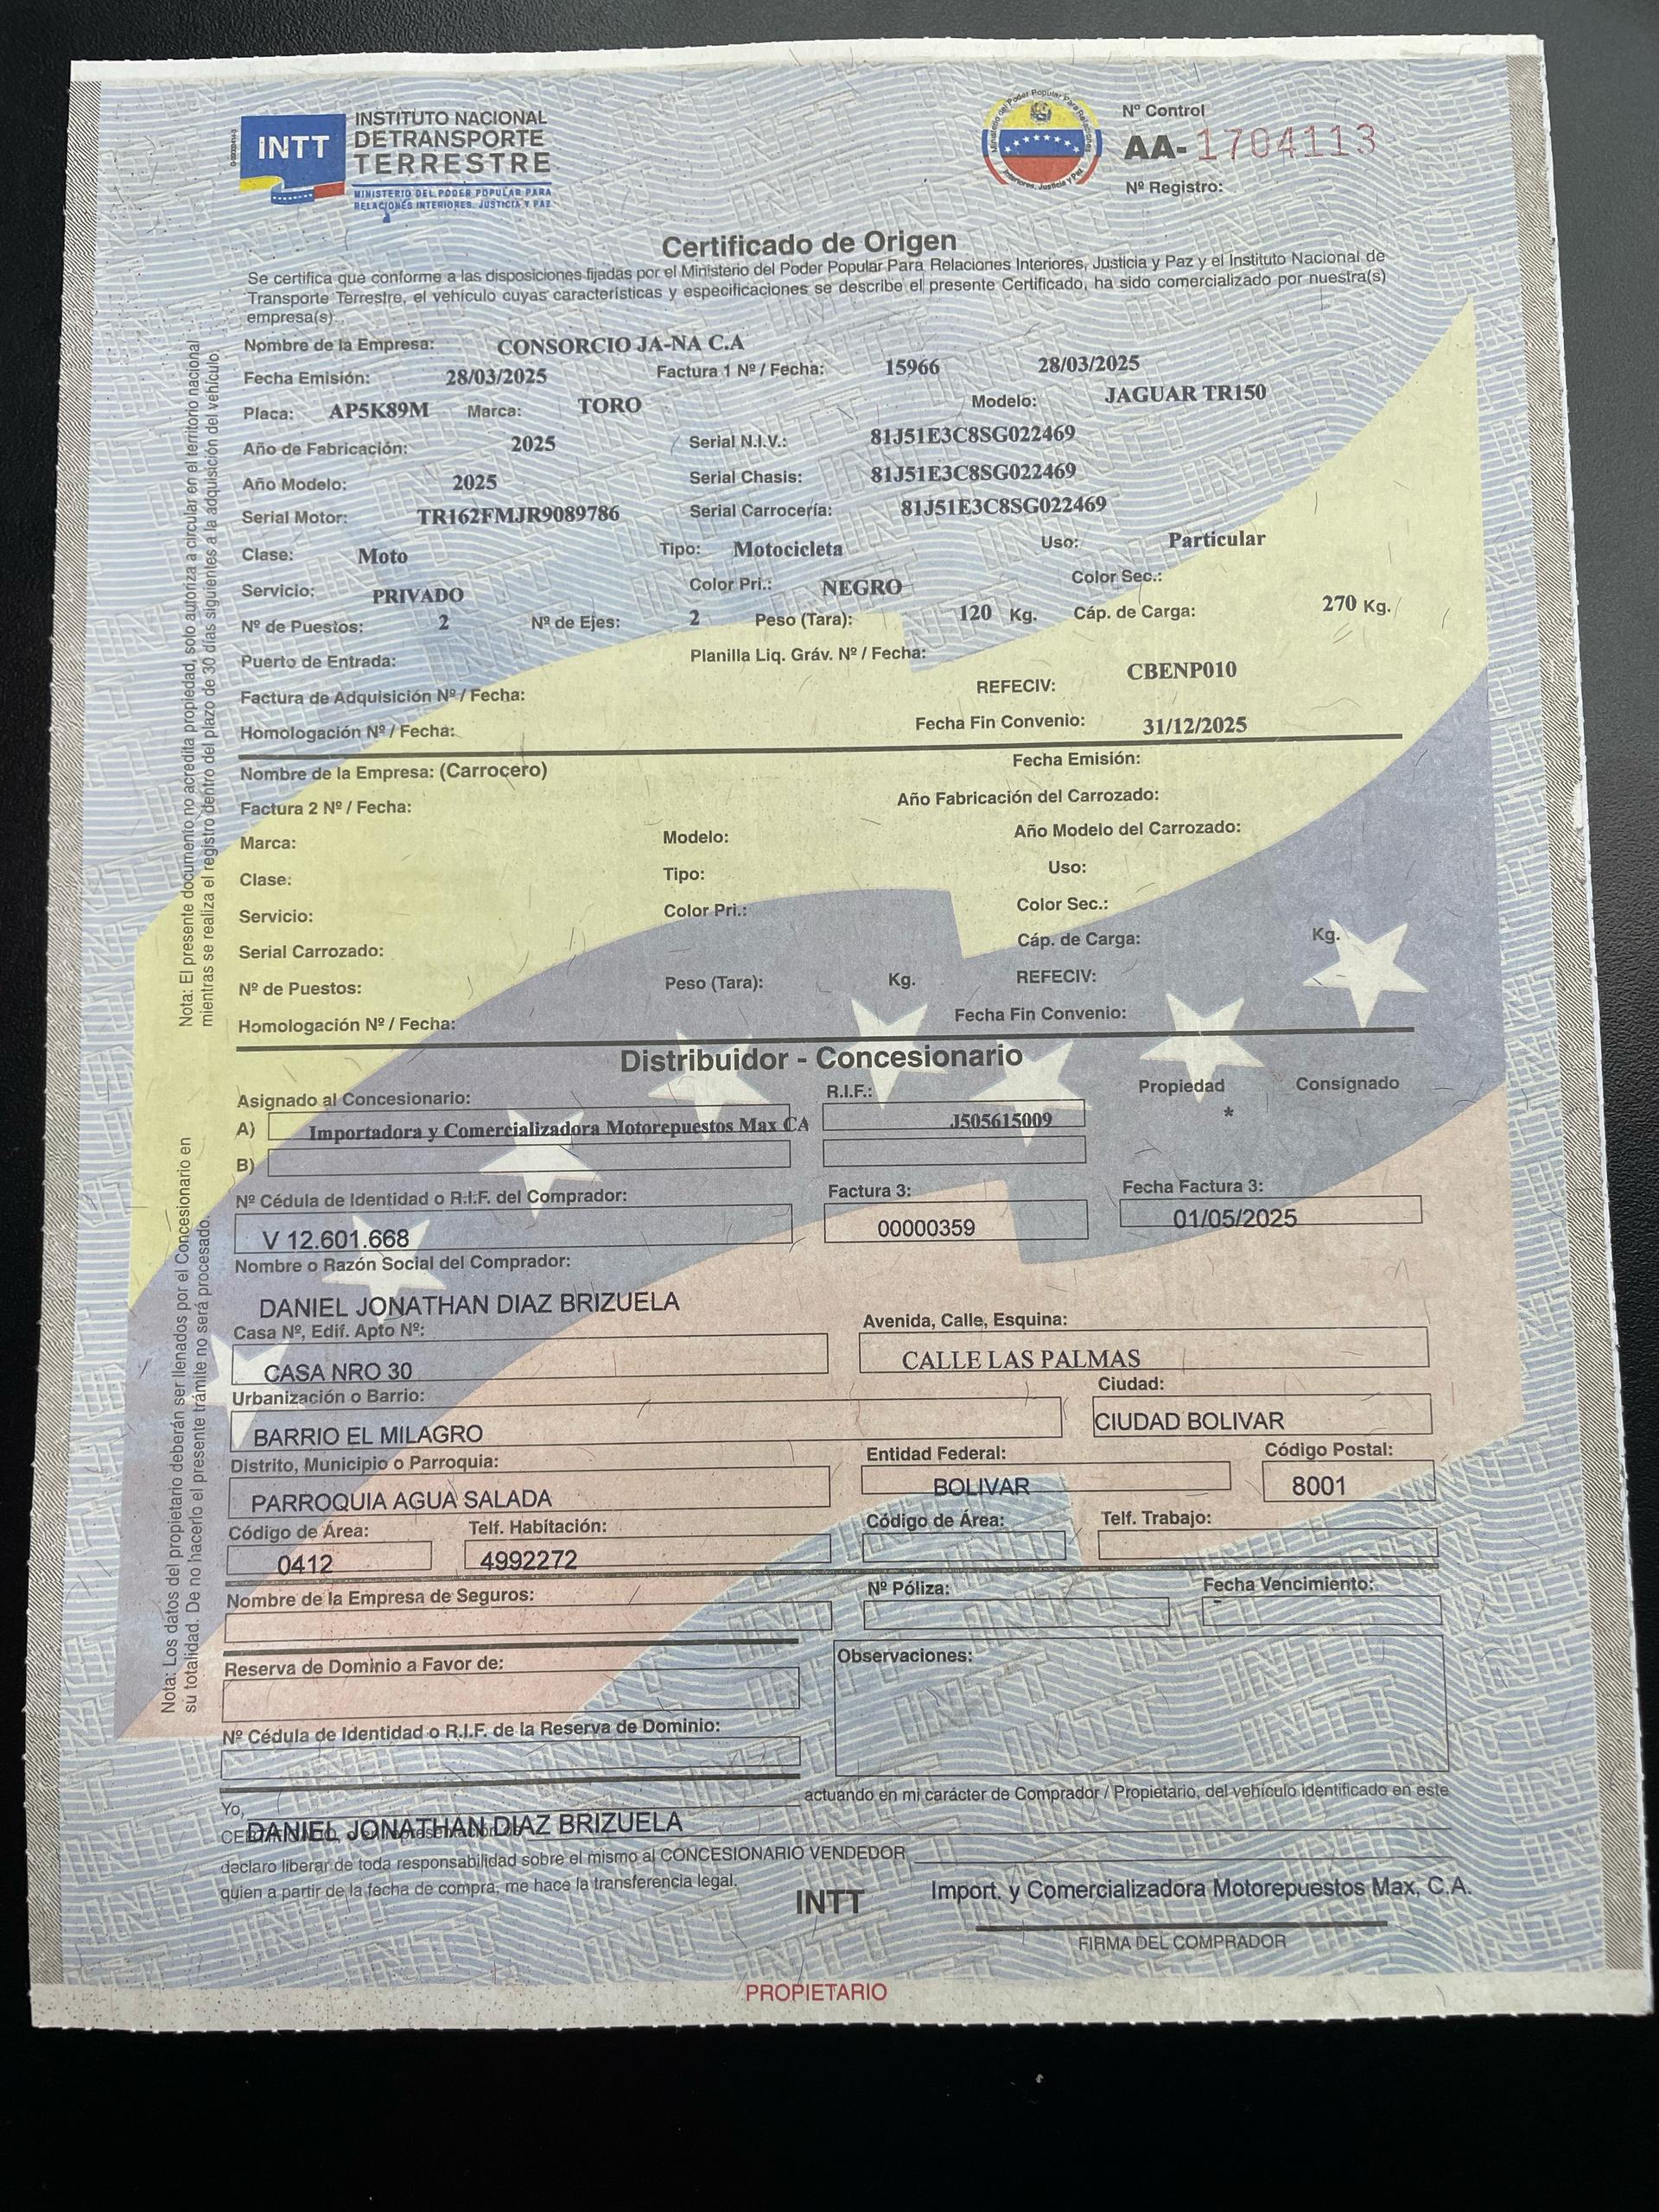 INTT
INSTITUTO NACIONAL
DETRANSPORTE
TERRESTRE
MINISTERIO DEL PODER POPULAR PARA
RELACIONES INTERIORES, JUSTICIA Y PAZ
Ministerio del Poder Popular Para Relaciones
Interiores, Justicia y Paz
Nº Control
AA- 1704113
Nº Registro:
Certificado de Origen
Se certifica que conforme a las disposiciones fijadas por el Ministerio del Poder Popular Para Relaciones Interiores, Justicia y Paz y el Instituto Nacional de
Transporte Terrestre, el vehículo cuyas características y especificaciones se describe el presente Certificado, ha sido comercializado por nuestra(s)
empresa(s).
Nombre de la Empresa: CONSORCIO JA-NA C.A
Fecha Emisión: 28/03/2025 Factura 1 Nº / Fecha: 15966 28/03/2025
Placa: AP5K89M Marca: TORO Modelo: JAGUAR TR150
Año de Fabricación: 2025 Serial N.I.V.: 81J51E3C8SG022469
Año Modelo: 2025 Serial Chasis: 81J51E3C8SG022469
Serial Motor: TR162FMJR9089786 Serial Carrocería: 81J51E3C8SG022469
Clase: Moto Tipo: Motocicleta Uso: Particular
Servicio: PRIVADO Color Pri.: NEGRO Color Sec.:
Nº de Puestos: 2 Nº de Ejes: 2 Peso (Tara): 120 Kg. Cáp. de Carga: 270 Kg.
Puerto de Entrada: Planilla Liq. Gráv. Nº / Fecha:
Factura de Adquisición Nº / Fecha: REFECIV: CBENP010
Homologación Nº / Fecha: Fecha Fin Convenio: 31/12/2025
Nombre de la Empresa: (Carrocero) Fecha Emisión:
Factura 2 Nº / Fecha: Año Fabricación del Carrozado:
Marca: Modelo: Año Modelo del Carrozado:
Clase: Tipo: Uso:
Servicio: Color Pri.: Color Sec.:
Serial Carrozado: Cáp. de Carga: Kg.
Nº de Puestos: Peso (Tara): Kg. REFECIV:
Homologación Nº / Fecha: Fecha Fin Convenio:
Nota: El presente documento no acredita propiedad, solo autoriza a circular en el territorio nacional
mientras se realiza el registro dentro del plazo de 30 días siguientes a la adquisición del vehículo.
Distribuidor - Concesionario
Asignado al Concesionario: R.I.F.: Propiedad Consignado
A) Importadora y Comercializadora Motorepuestos Max CA J505615009 *
B)
Nº Cédula de Identidad o R.I.F. del Comprador: Factura 3: Fecha Factura 3:
V 12.601.668 00000359 01/05/2025
Nombre o Razón Social del Comprador:
DANIEL JONATHAN DIAZ BRIZUELA
Casa Nº, Edif. Apto Nº: Avenida, Calle, Esquina:
CASA NRO 30 CALLE LAS PALMAS
Urbanización o Barrio: Ciudad:
BARRIO EL MILAGRO CIUDAD BOLIVAR
Distrito, Municipio o Parroquia: Entidad Federal: Código Postal:
PARROQUIA AGUA SALADA BOLIVAR 8001
Código de Área: Telf. Habitación: Código de Área: Telf. Trabajo:
0412 4992272
Nombre de la Empresa de Seguros: Nº Póliza: Fecha Vencimiento:
Reserva de Dominio a Favor de: Observaciones:
Nº Cédula de Identidad o R.I.F. de la Reserva de Dominio:
Nota: Los datos del propietario deberán ser llenados por el Concesionario en
su totalidad. De no hacerlo el presente trámite no será procesado.
Yo, actuando en mi carácter de Comprador / Propietario, del vehículo identificado en este
DANIEL JONATHAN DIAZ BRIZUELA
declaro liberar de toda responsabilidad sobre el mismo al CONCESIONARIO VENDEDOR
quien a partir de la fecha de compra, me hace la transferencia legal.
INTT
Import. y Comercializadora Motorepuestos Max, C.A.
FIRMA DEL COMPRADOR
PROPIETARIO